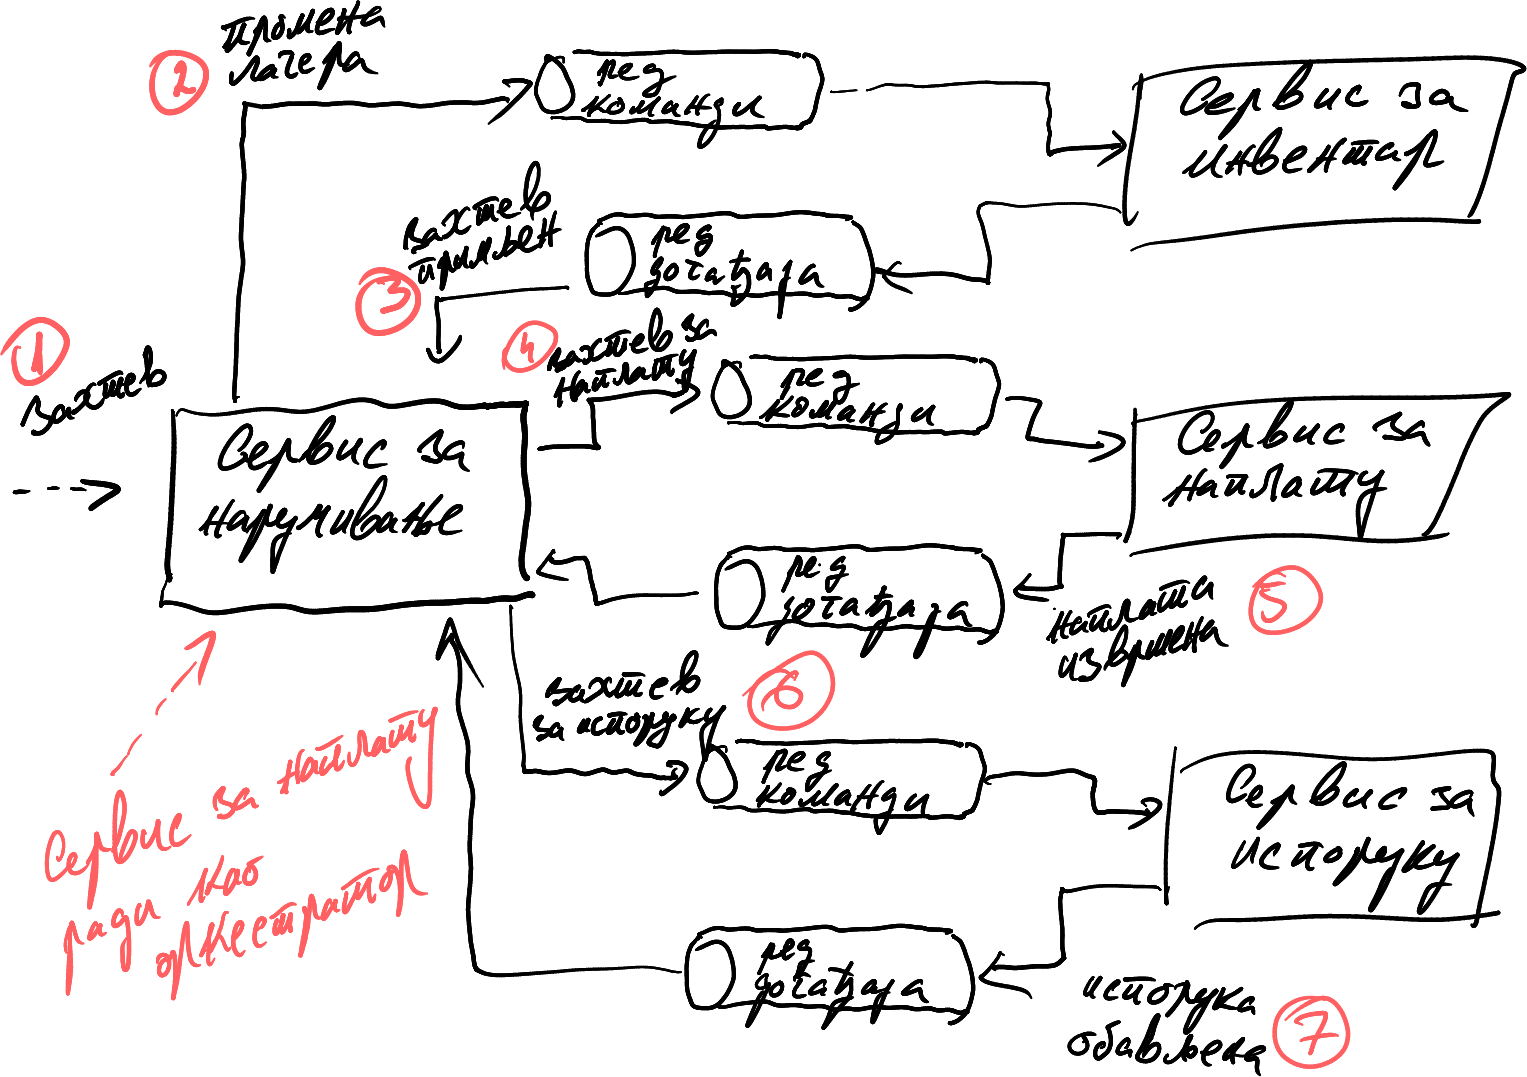 2
промена
лагера
ред
команди
Сервис за
инвентар
захтев
примљен
3
ред
догађаја
1
захтев
4
захтев за
наплату
ред
команди
Сервис за
наплату
Сервис за
наруживање
ред
догађаја
наплата
извршена
5
захтев
за испоруку
6
ред
команди
Сервис за
испоруку
Сервис за наплату
ради као
оркестратор
ред
догађаја
испорука
обављена
7